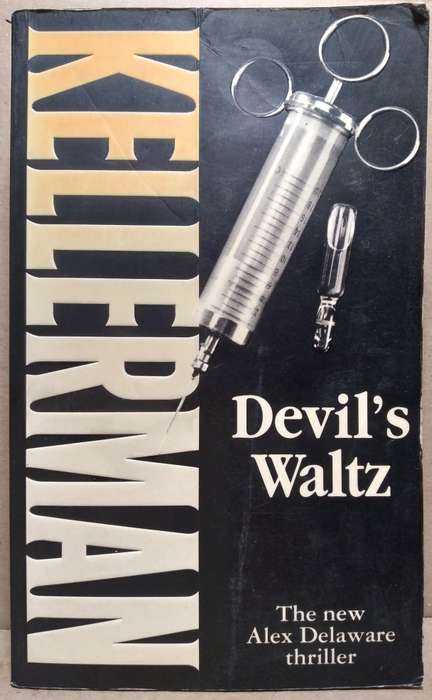 KELLERMAN
Devil's
Waltz
The new
Alex Delaware
thriller